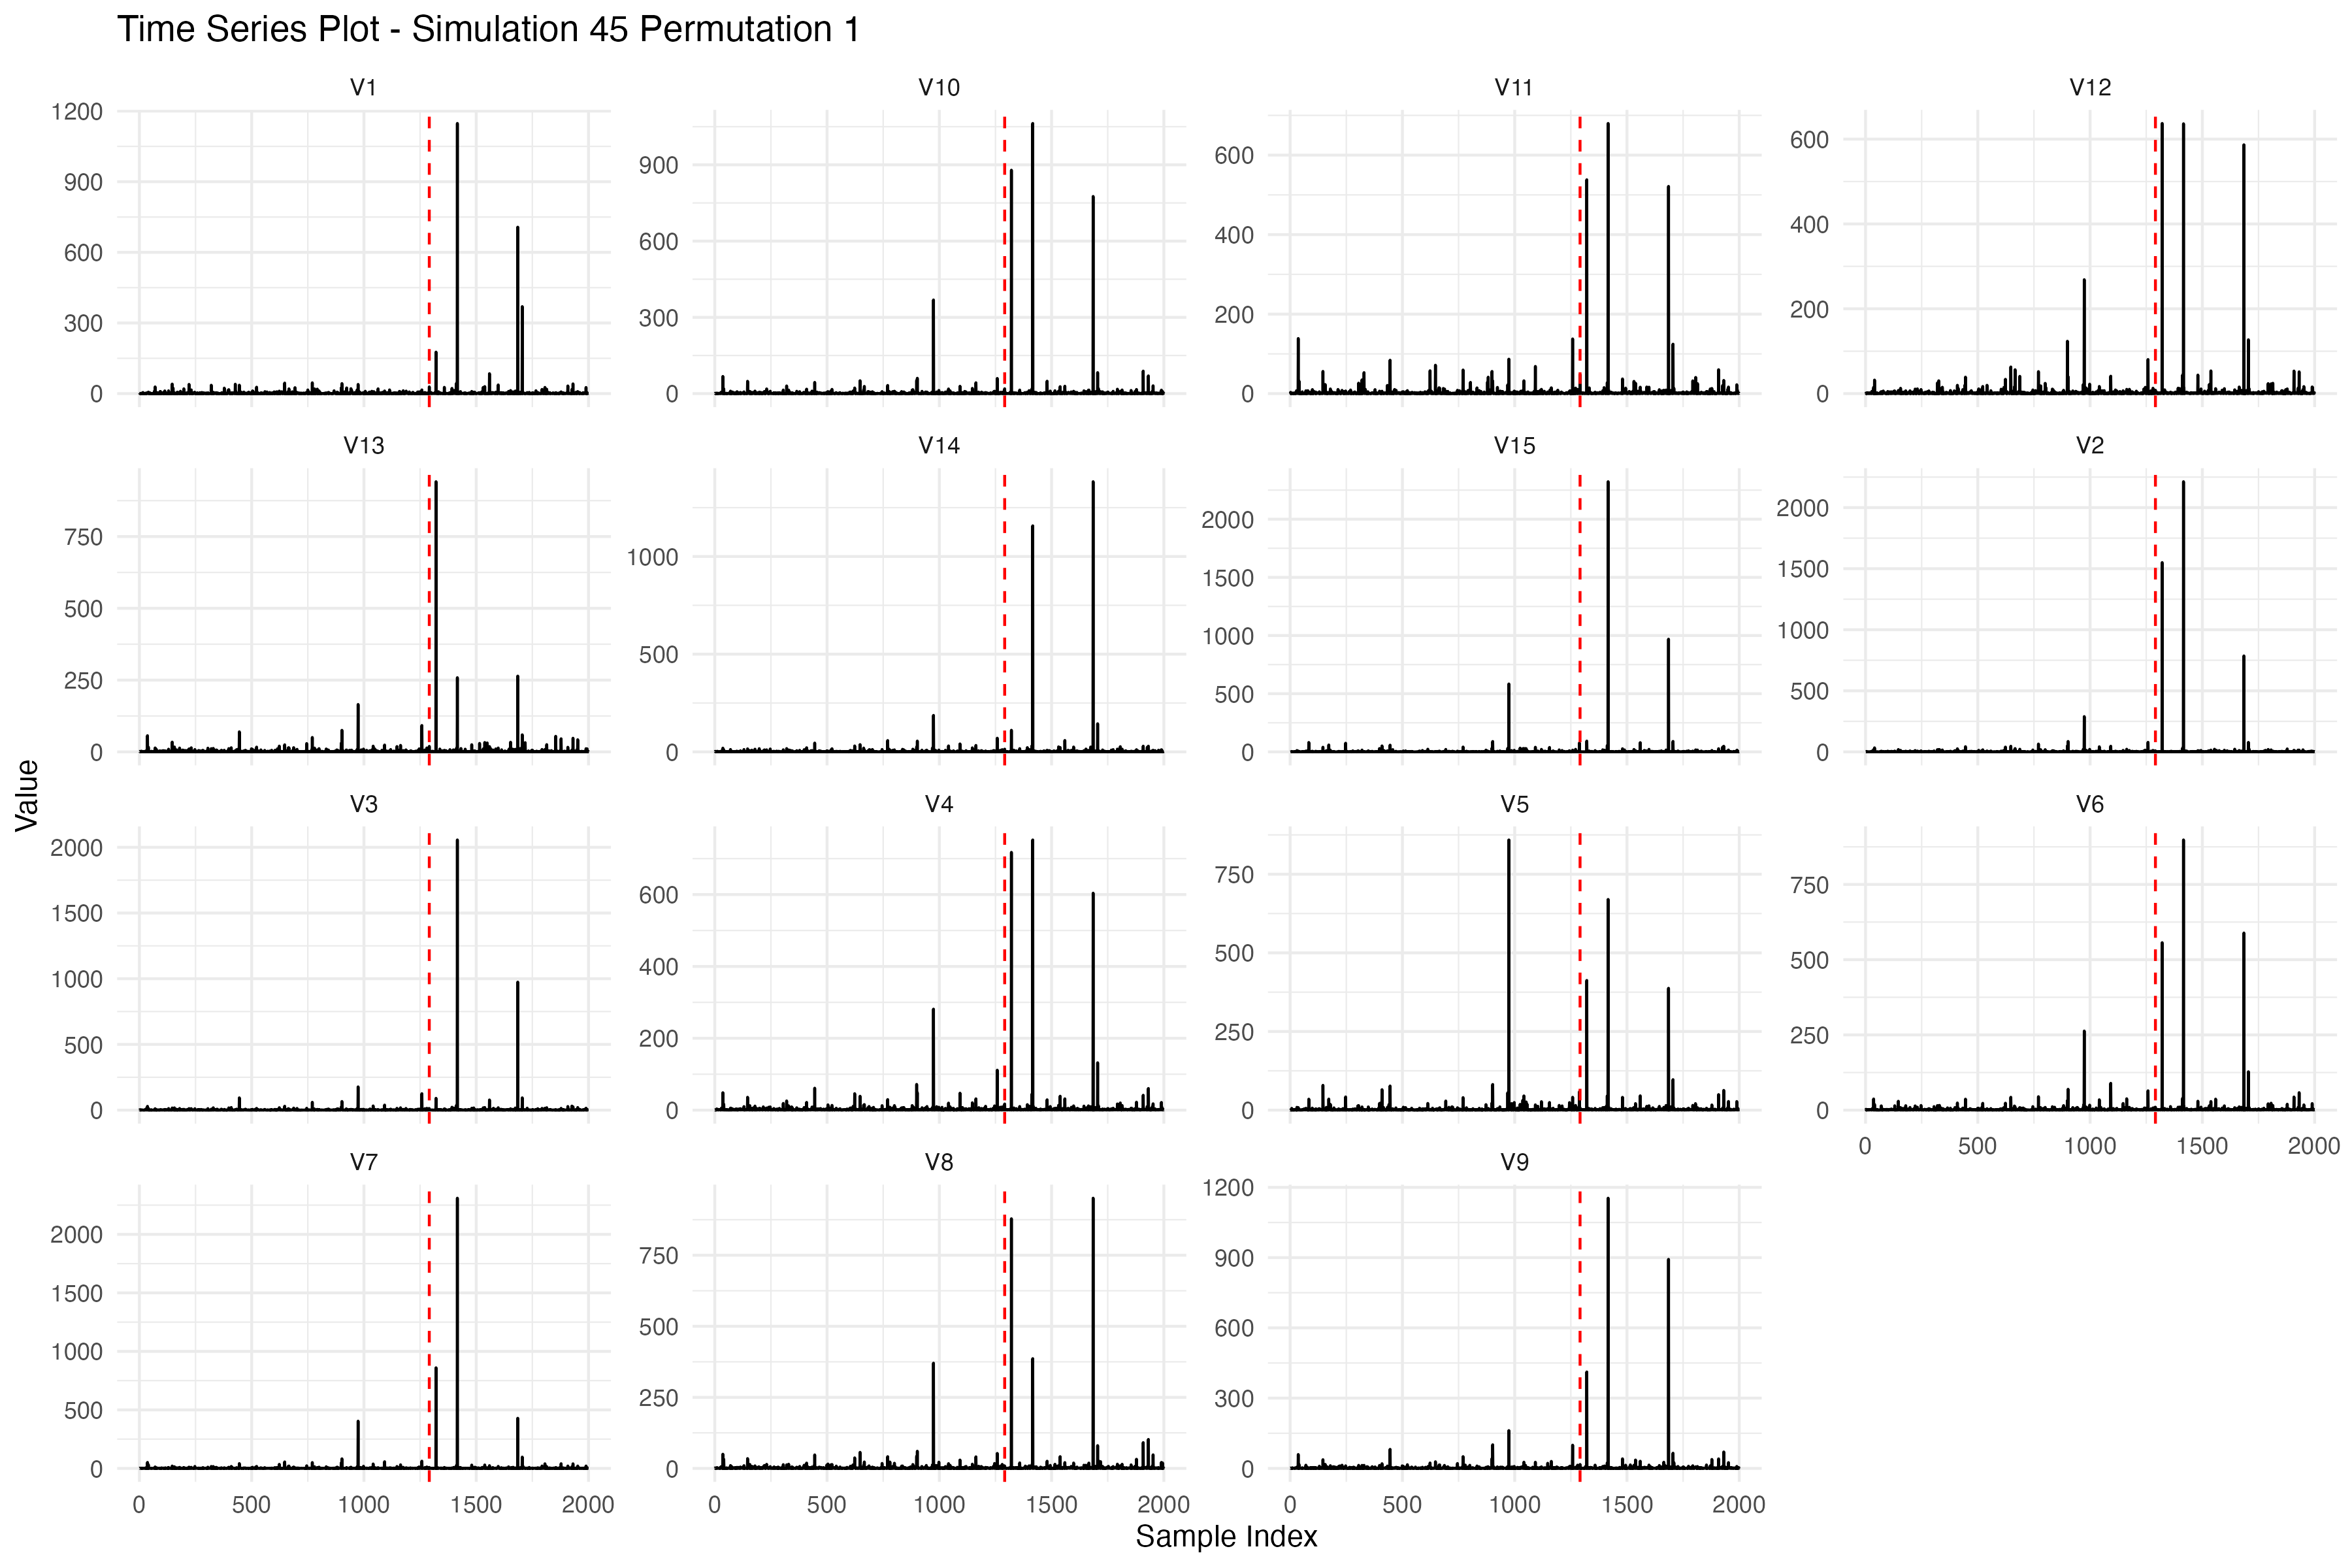 Time Series Plot - Simulation 45 Permutation 1
V1 V10 V11 V12
1200 900 600 300 0
900 600 300 0
600 400 200 0
600 400 200 0
V13 V14 V15 V2
750 500 250 0
1000 500 0
2000 1500 1000 500 0
2000 1500 1000 500 0
Value
V3 V4 V5 V6
2000 1500 1000 500 0
600 400 200 0
750 500 250 0
750 500 250 0
0 500 1000 1500 2000
V7 V8 V9
2000 1500 1000 500 0
750 500 250 0
1200 900 600 300 0
0 500 1000 1500 2000 0 500 1000 1500 2000 0 500 1000 1500 2000
Sample Index